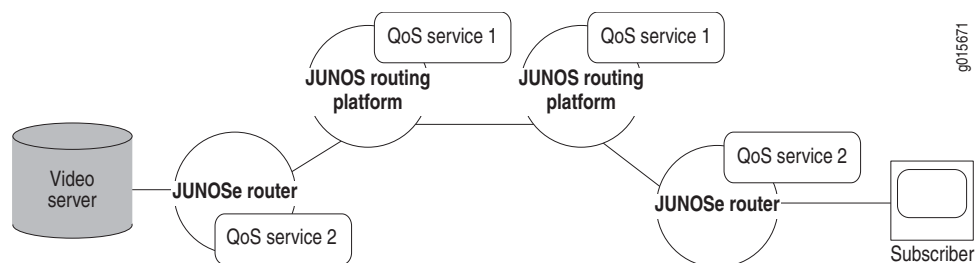 QoS service 1
QoS service 1
g015671
JUNOS routing
platform
JUNOS routing
platform
Video
server
JUNOSe router
QoS service 2
QoS service 2
JUNOSe router
Subscriber